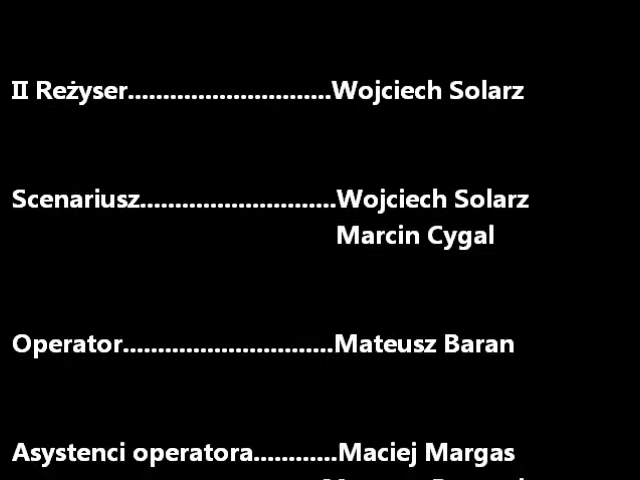 II Reżyser.............................Wojciech Solarz
Scenariusz............................Wojciech Solarz
Marcin Cygal
Operator..............................Mateusz Baran
Asystenci operatora............Maciej Margas